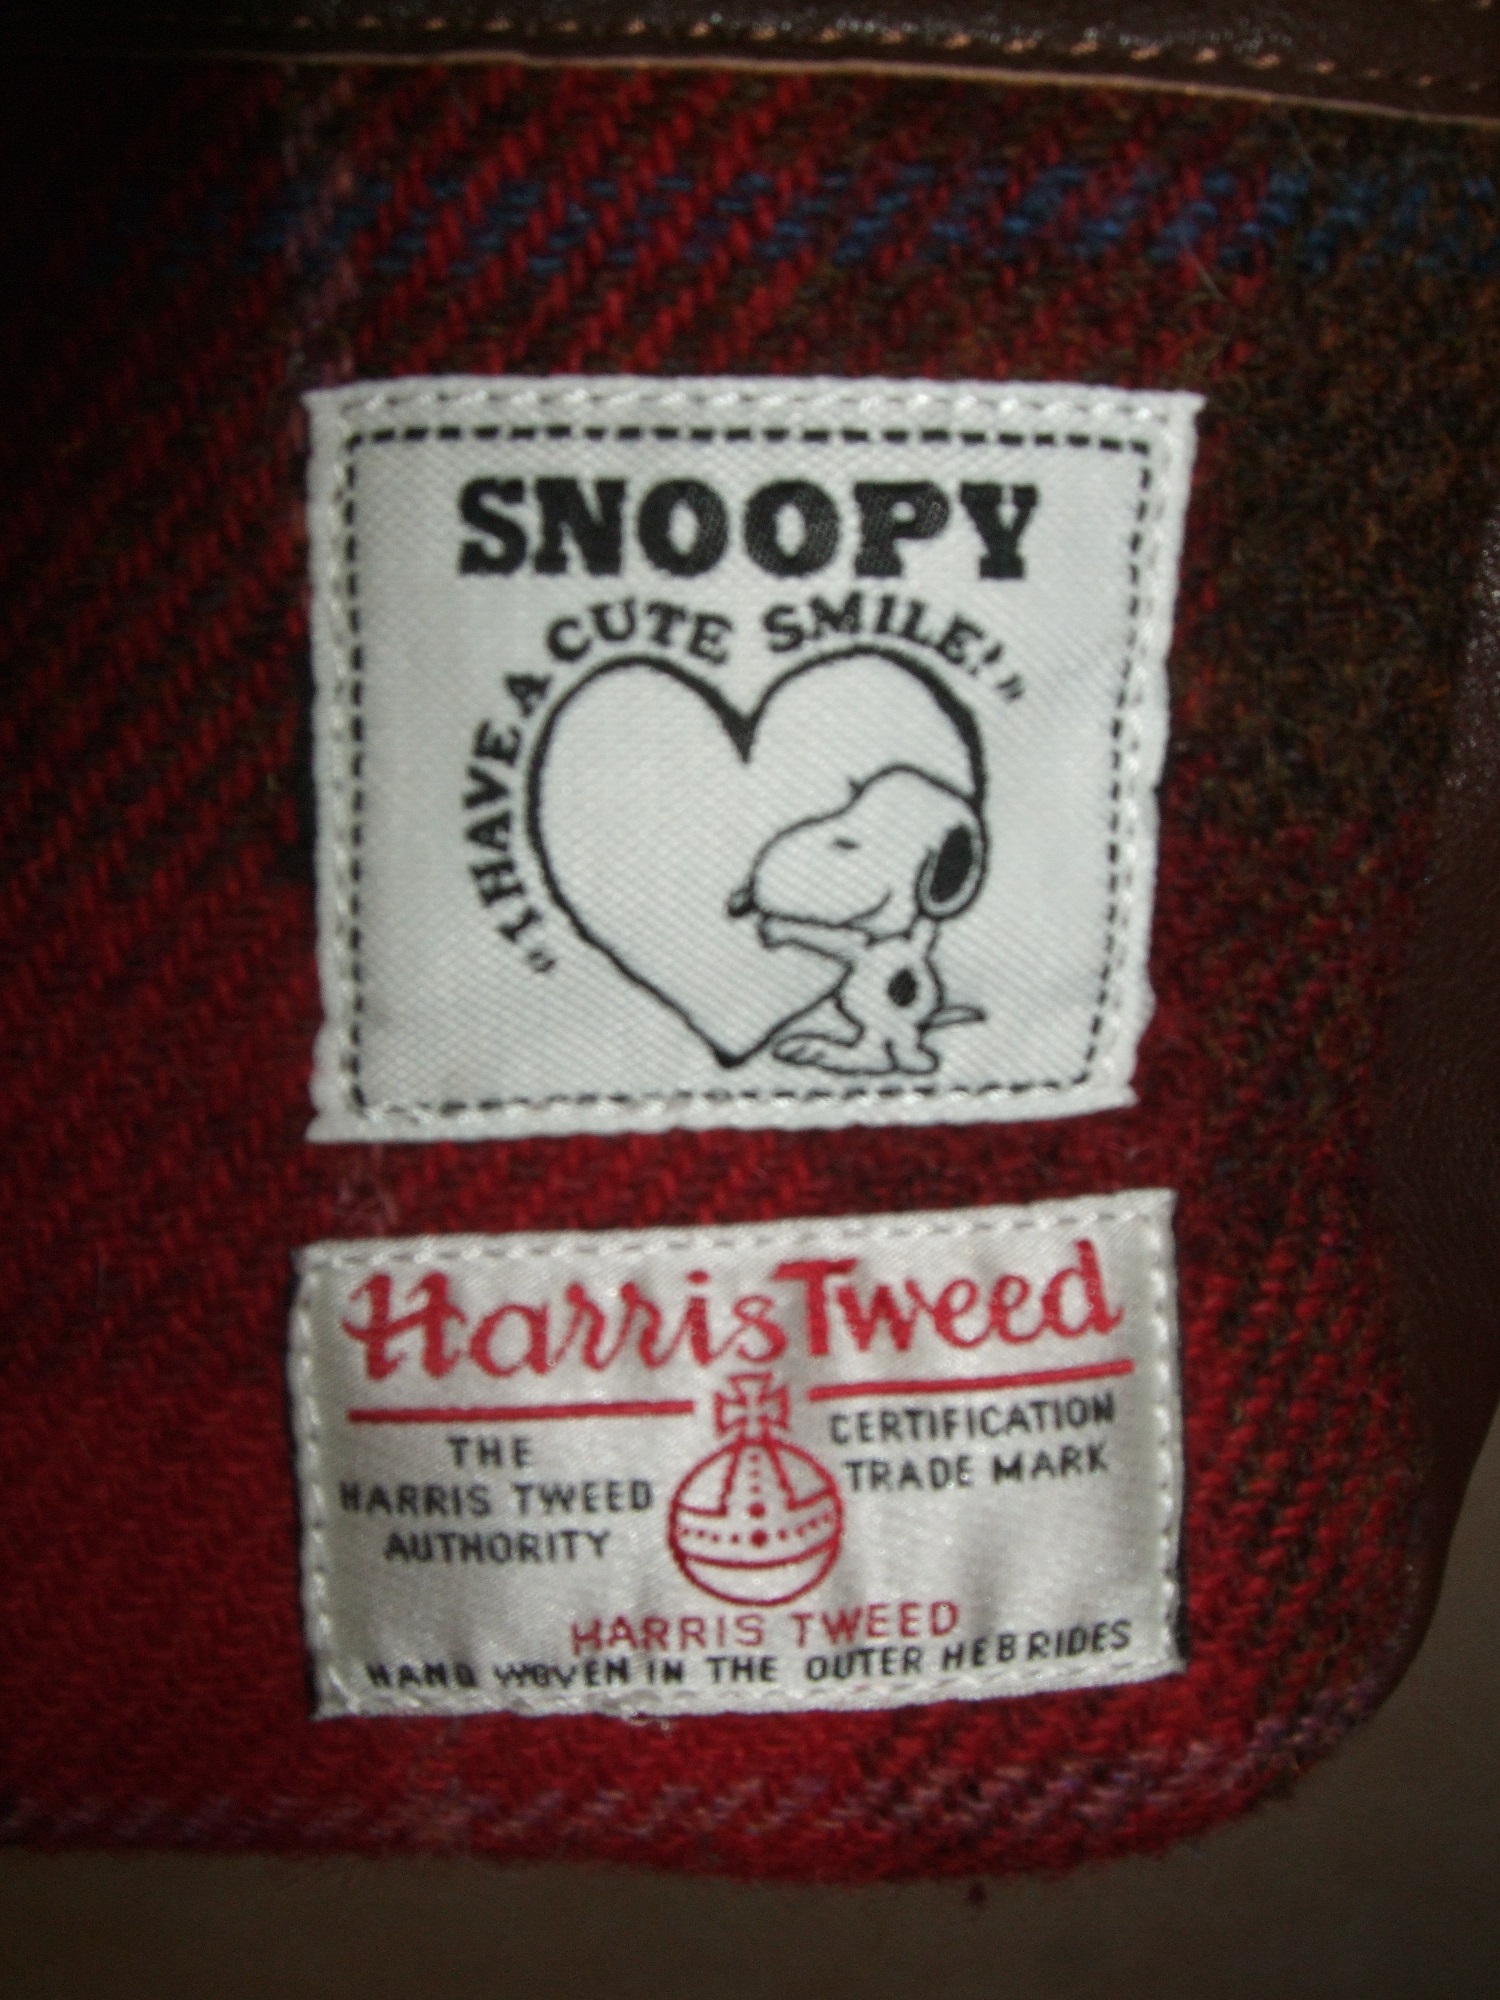 SNOOPY
"I HAVE A CUTE SMILE!"
Harris Tweed
THE
HARRIS TWEED
AUTHORITY
CERTIFICATION
TRADE MARK
HARRIS TWEED
HAND WOVEN IN THE OUTER HEBRIDES